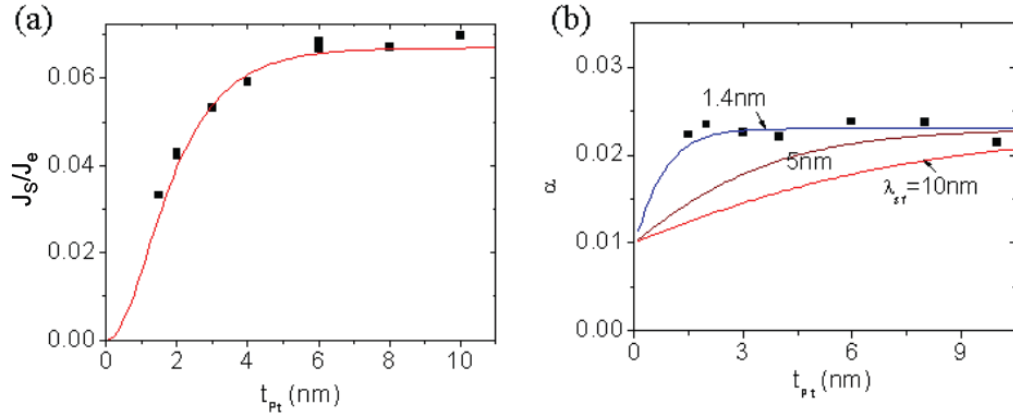 (a)
J_S/J_e
0.06
0.04
0.02
0.00
0 2 4 6 8 10
t_Pt (nm)
(b)
α
0.03
0.02
0.01
0.00
1.4nm
5nm
λ_sf=10nm
0 3 6 9
t_Pt (nm)